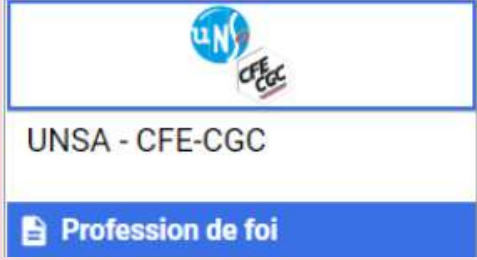 UNSA
CFE
CGC
UNSA - CFE-CGC
Profession de foi